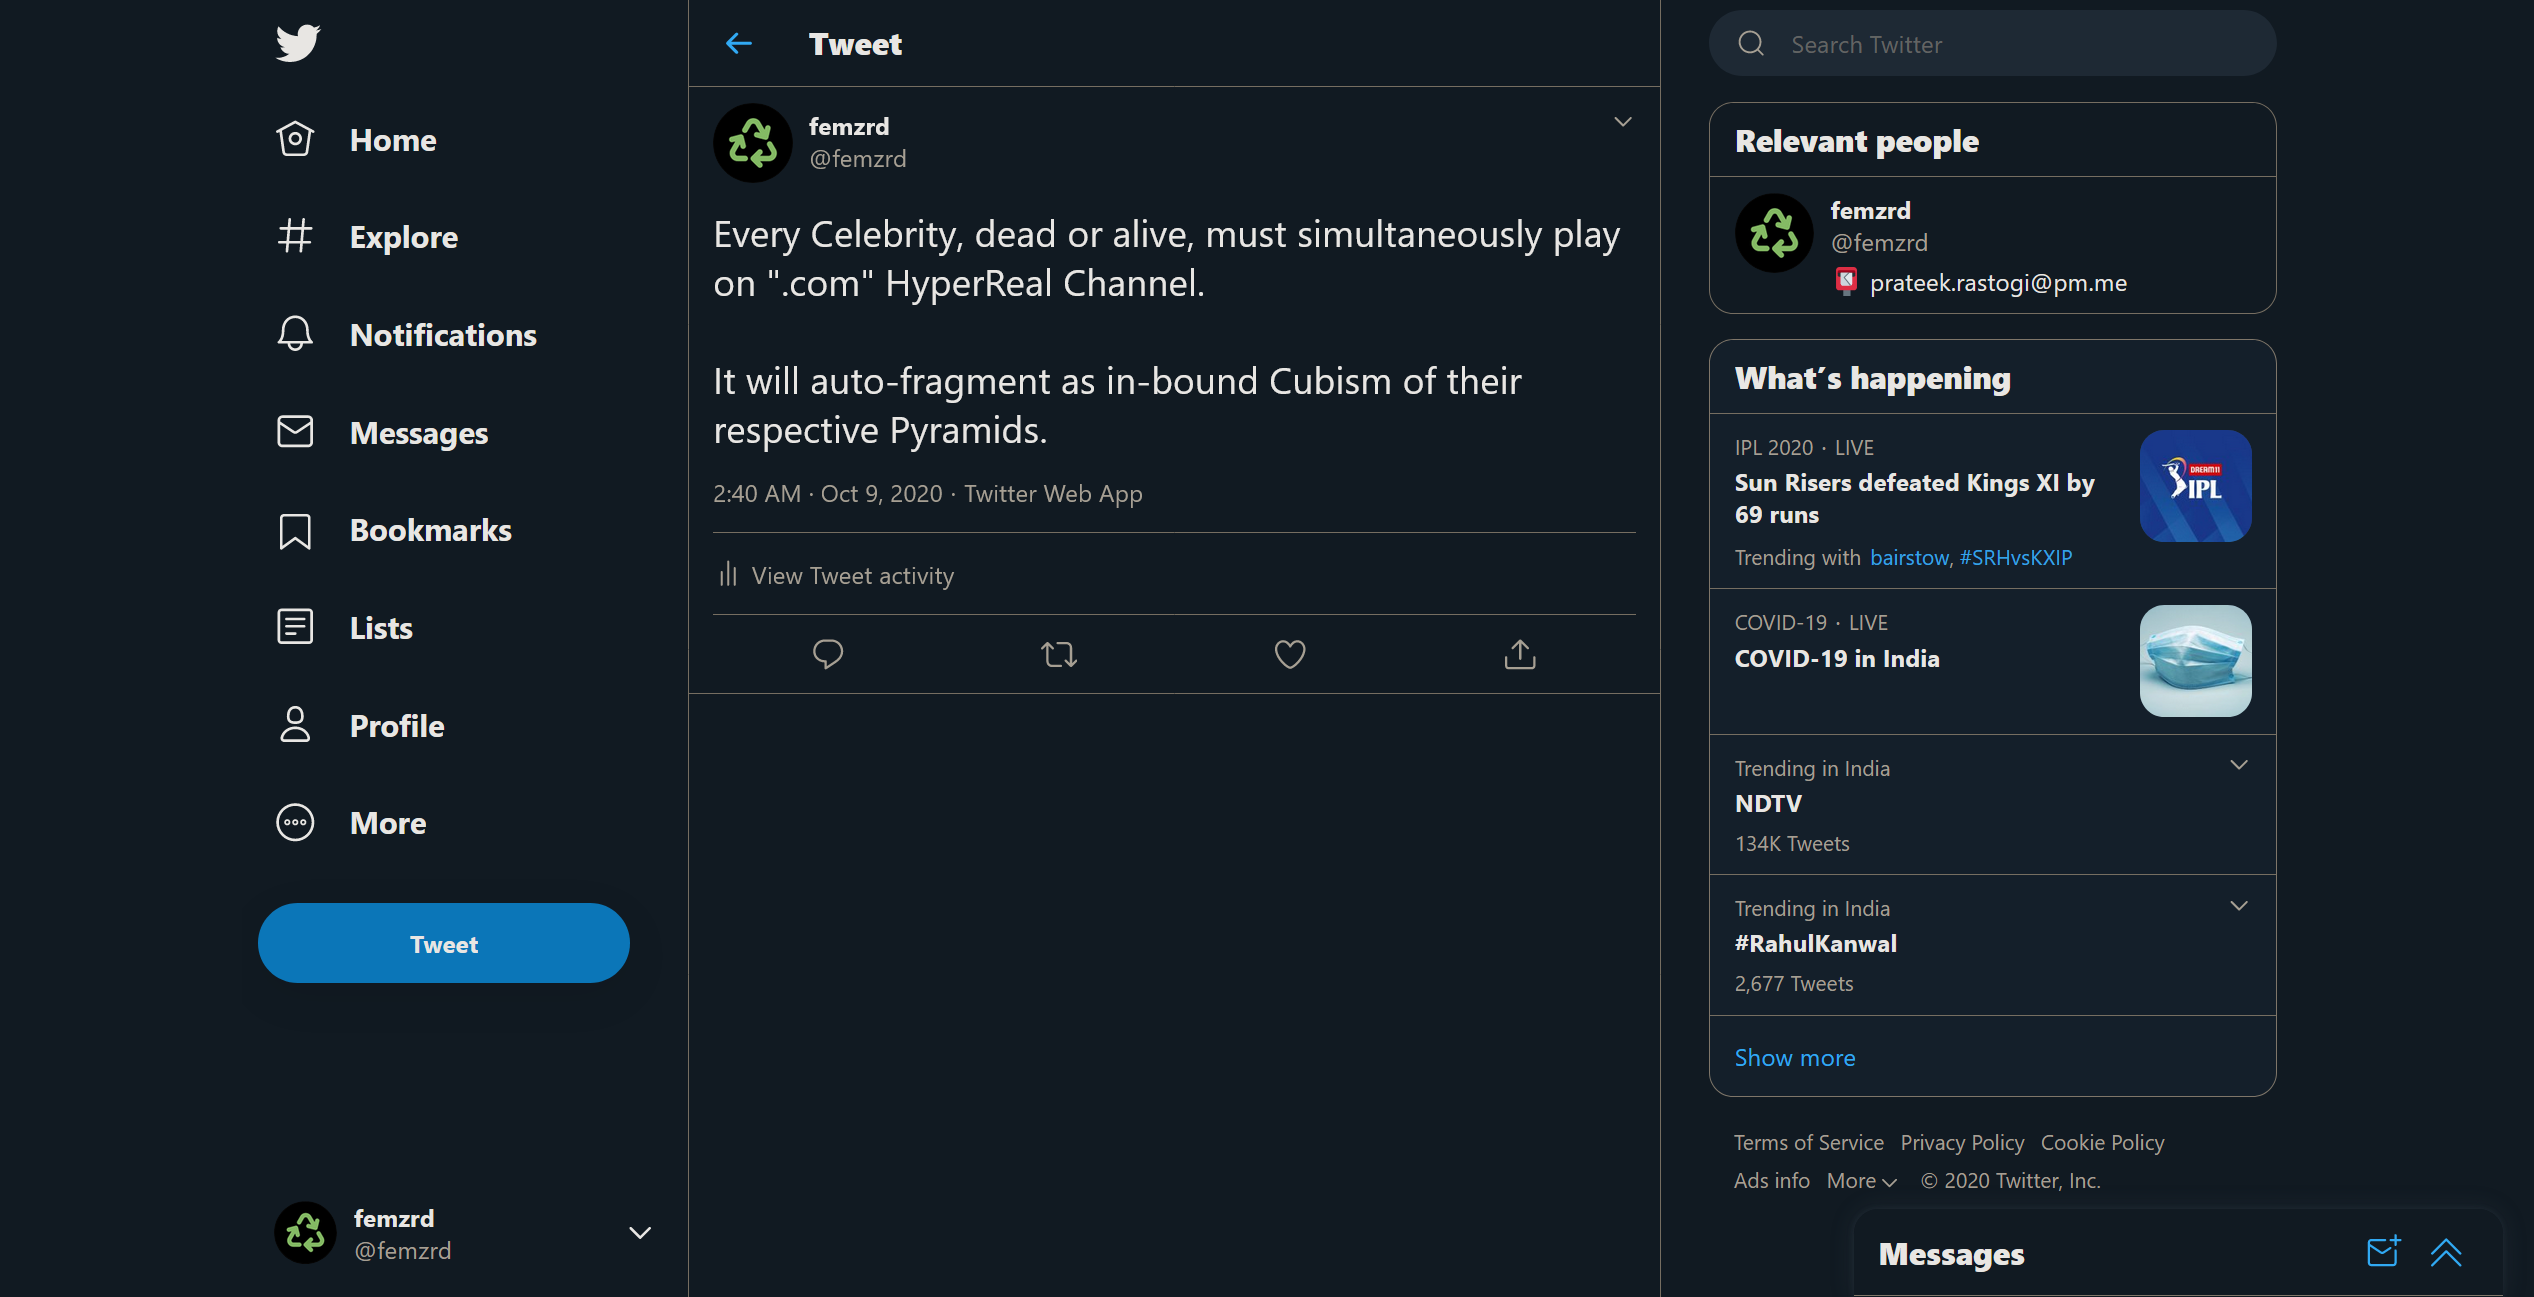 Home
Explore
Notifications
Messages
Bookmarks
Lists
Profile
More
Tweet
femzrd
@femzrd
Tweet
femzrd
@femzrd
Every Celebrity, dead or alive, must simultaneously play
on ".com" HyperReal Channel.
It will auto-fragment as in-bound Cubism of their
respective Pyramids.
2:40 AM · Oct 9, 2020 · Twitter Web App
View Tweet activity
Search Twitter
Relevant people
femzrd
@femzrd
prateek.rastogi@pm.me
What's happening
IPL 2020 · LIVE
Sun Risers defeated Kings XI by
69 runs
Trending with bairstow, #SRHvsKXIP
DREAM11
IPL
COVID-19 · LIVE
COVID-19 in India
Trending in India
NDTV
134K Tweets
Trending in India
#RahulKanwal
2,677 Tweets
Show more
Terms of Service Privacy Policy Cookie Policy
Ads info More © 2020 Twitter, Inc.
Messages